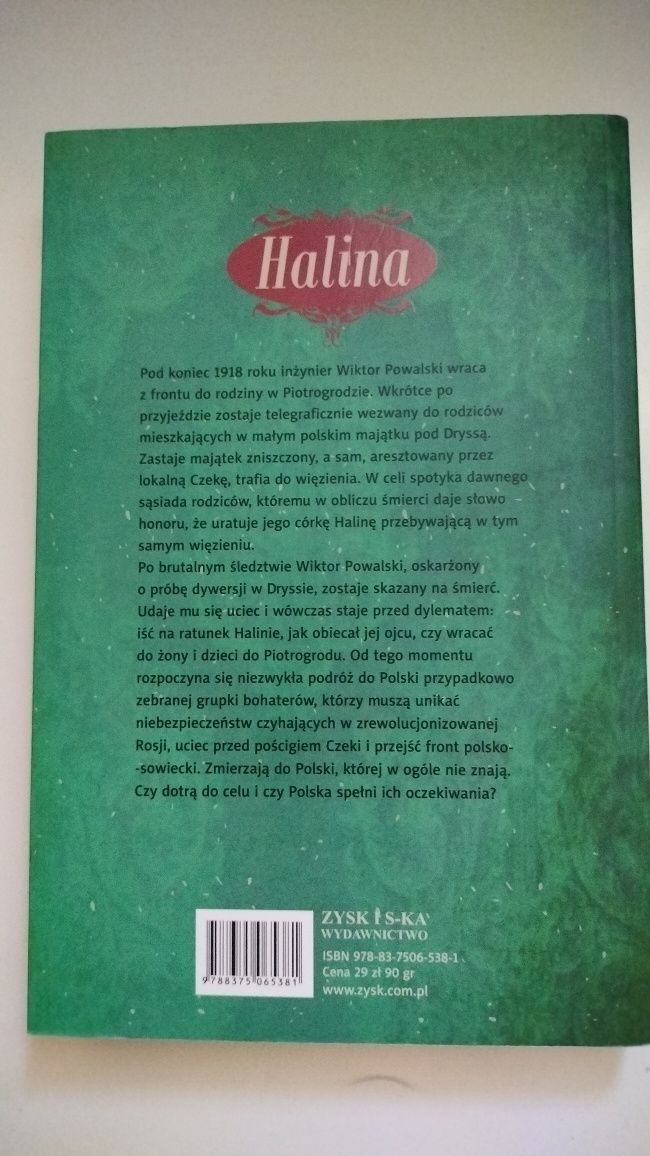 Halina
Pod koniec 1918 roku inżynier Wiktor Powalski wraca
z frontu do rodziny w Piotrogrodzie. Wkrótce po
przyjeździe zostaje telegraficznie wezwany do rodziców
mieszkających w małym polskim majątku pod Dryssą.
Zastaje majątek zniszczony, a sam, aresztowany przez
lokalną Czekę, trafia do więzienia. W celi spotyka dawnego
sąsiada rodziców, któremu w obliczu śmierci daje słowo
honoru, że uratuje jego córkę Halinę przebywającą w tym
samym więzieniu.
Po brutalnym śledztwie Wiktor Powalski, oskarżony
o próbę dywersji w Dryssie, zostaje skazany na śmierć.
Udaje mu się uciec i wówczas staje przed dylematem:
iść na ratunek Halinie, jak obiecał jej ojcu, czy wracać
do żony i dzieci do Piotrogrodu. Od tego momentu
rozpoczyna się niezwykła podróż do Polski przypadkowo
zebranej grupki bohaterów, którzy muszą unikać
niebezpieczeństw czyhających w zrewolucjonizowanej
Rosji, uciec przed pościgiem Czeki i przejść front polsko-
-sowiecki. Zmierzają do Polski, której w ogóle nie znają.
Czy dotrą do celu i czy Polska spełni ich oczekiwania?
ZYSK I S-KA
WYDAWNICTWO
ISBN 978-83-7506-538-1
Cena 29 zł 90 gr
www.zysk.com.pl
9 788375 065381